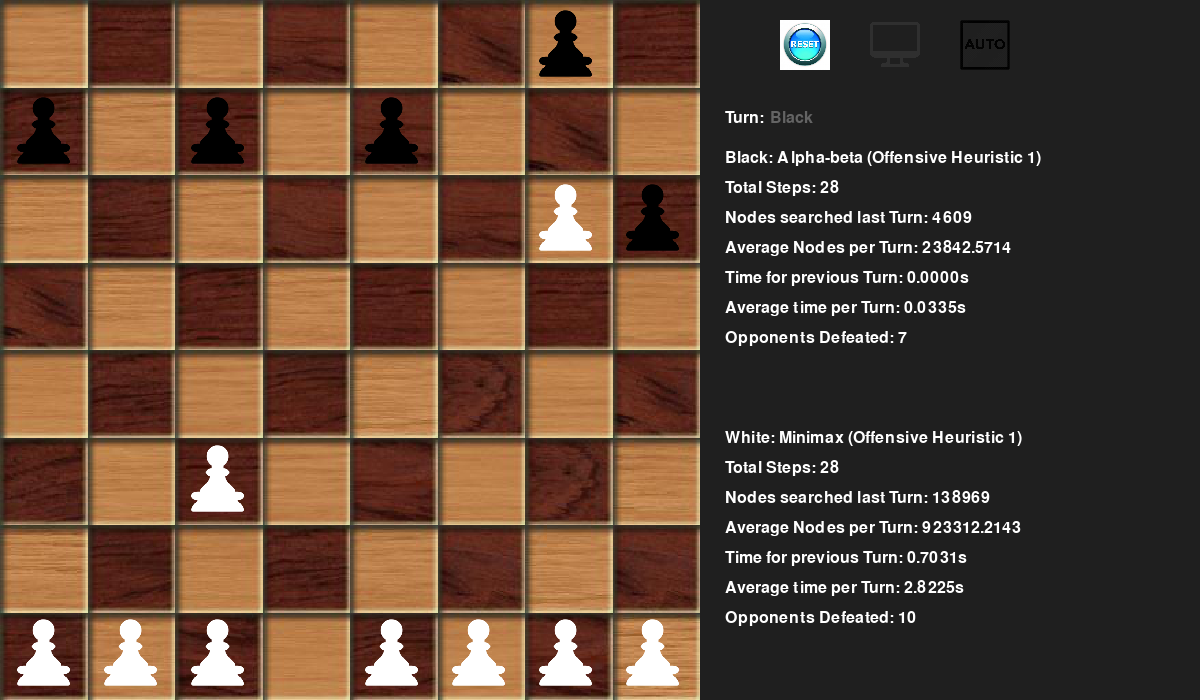 RESET
AUTO
Turn: Black
Black: Alpha-beta (Offensive Heuristic 1)
Total Steps: 28
Nodes searched last Turn: 4609
Average Nodes per Turn: 23842.5714
Time for previous Turn: 0.0000s
Average time per Turn: 0.0335s
Opponents Defeated: 7
White: Minimax (Offensive Heuristic 1)
Total Steps: 28
Nodes searched last Turn: 138969
Average Nodes per Turn: 923312.2143
Time for previous Turn: 0.7031s
Average time per Turn: 2.8225s
Opponents Defeated: 10